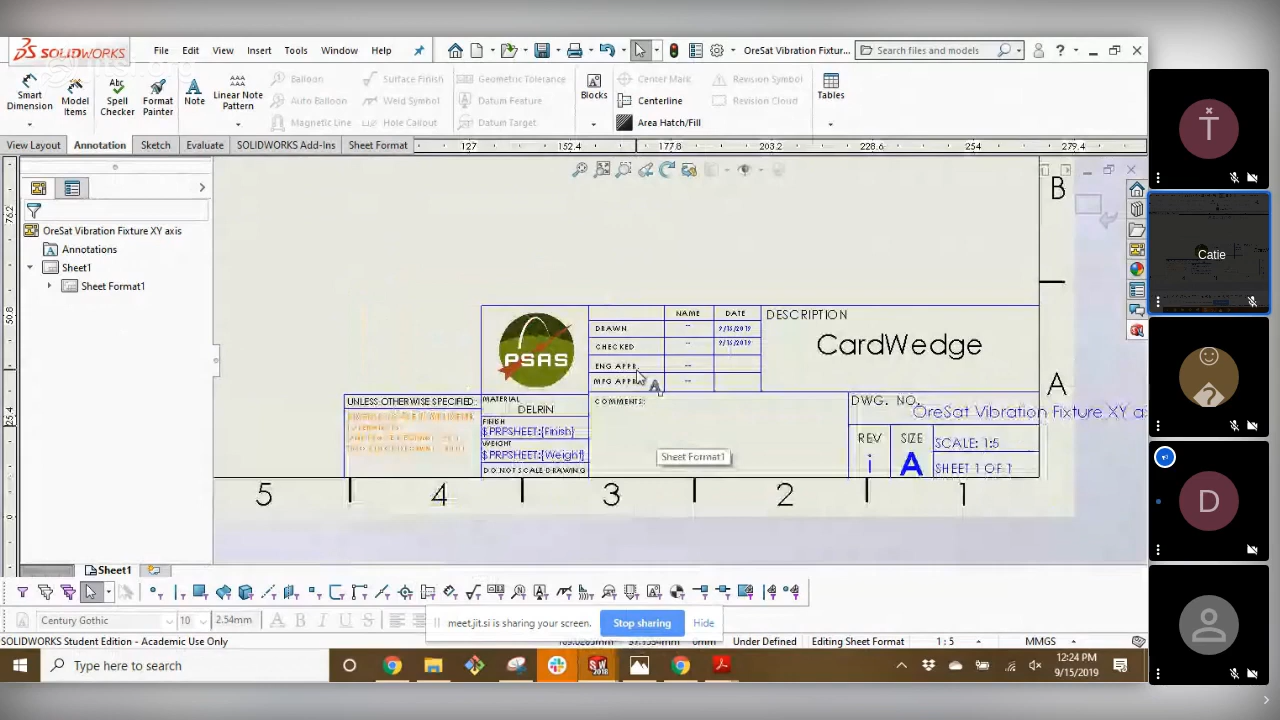 SOLIDWORKS
File Edit View Insert Tools Window Help
OreSat Vibration Fixtur...
Search files and models
Smart Dimension
Model Items
Spell Checker
Format Painter
Note
Linear Note Pattern
Balloon
Auto Balloon
Magnetic Line
Surface Finish
Weld Symbol
Hole Callout
Geometric Tolerance
Datum Feature
Datum Target
Blocks
Center Mark
Centerline
Area Hatch/Fill
Revision Symbol
Revision Cloud
Tables
View Layout Annotation Sketch Evaluate SOLIDWORKS Add-Ins Sheet Format
127 152.4 177.8 203.2 228.6 254 279.4
76.2
50.8
25.4
0
OreSat Vibration Fixture XY axis
Annotations
Sheet1
Sheet Format1
B
A
PSAS
NAME DATE
DRAWN -- 9/15/2019
CHECKED -- 9/15/2019
ENG APPR. --
MFG APPR. --
DESCRIPTION
CardWedge
UNLESS OTHERWISE SPECIFIED:
MATERIAL
DELRIN
FINISH
$PRPSHEET:{Finish}
WEIGHT
$PRPSHEET:{Weight}
DO NOT SCALE DRAWING
COMMENTS:
Sheet Format1
DWG. NO.
OreSat Vibration Fixture XY a
REV
i
SIZE
A
SCALE: 1:5
SHEET 1 OF 1
5 4 3 2 1
Sheet1
Century Gothic 10 2.54mm
meet.jit.si is sharing your screen. Stop sharing Hide
SOLIDWORKS Student Edition - Academic Use Only
Under Defined Editing Sheet Format 1 : 5 MMGS
Type here to search
12:24 PM
9/15/2019
Ť
Catie
D